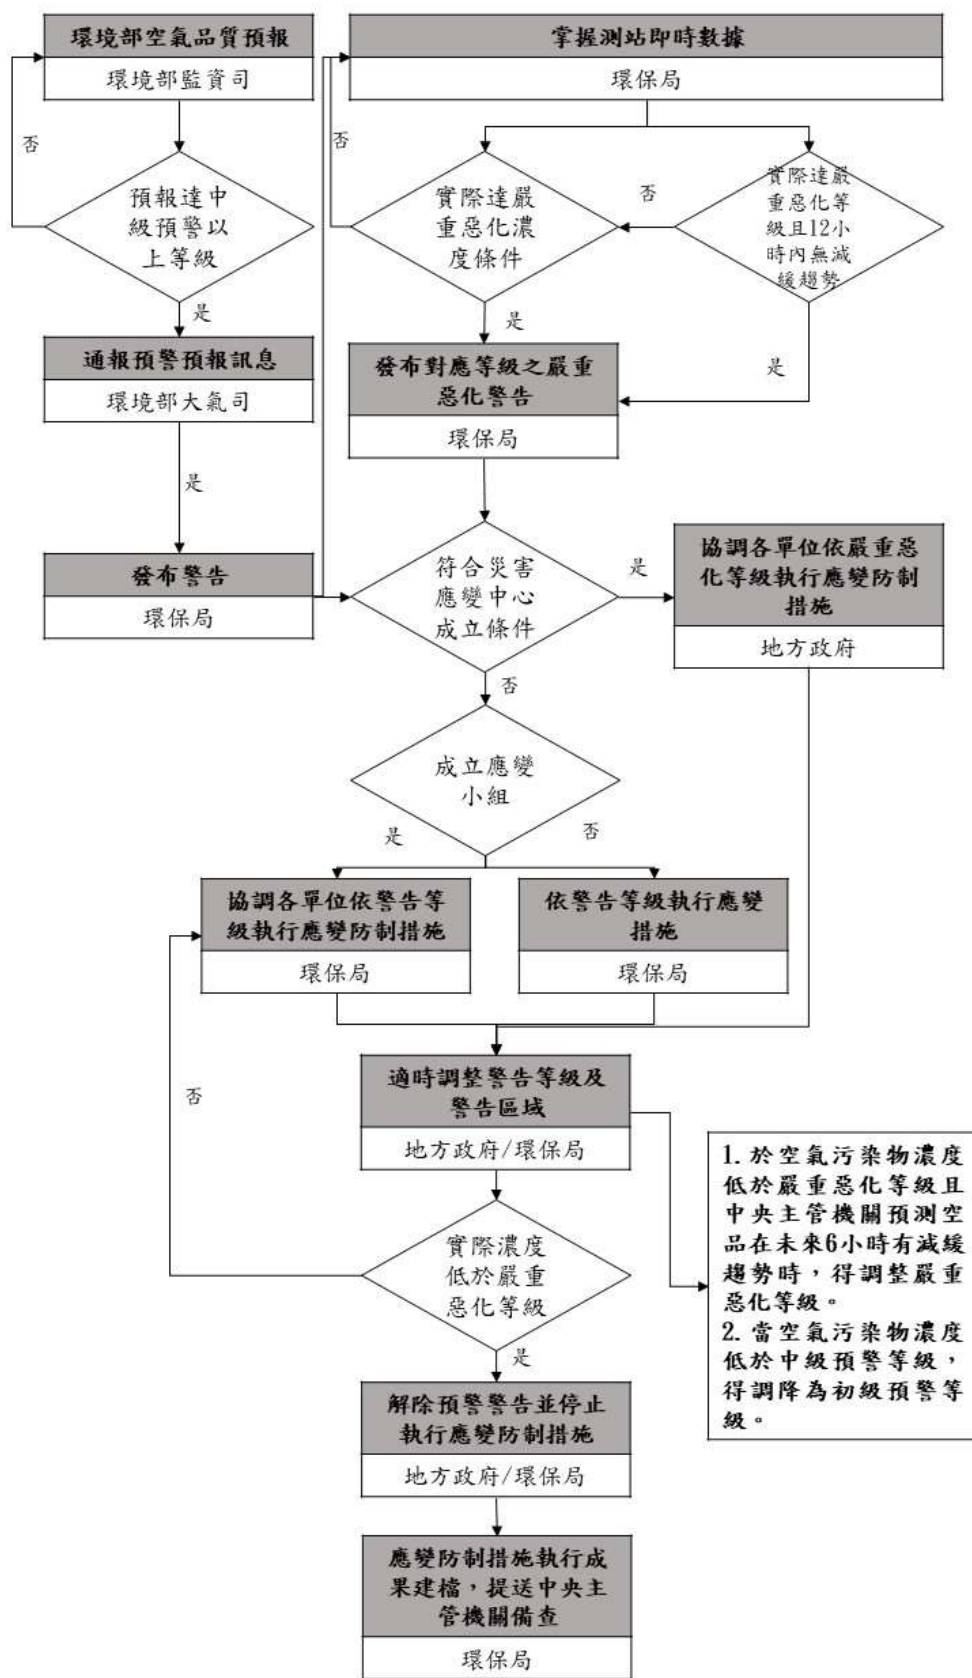 環境部空氣品質預報
環境部監資司
掌握測站即時數據
環保局
否
預報達中
級預警以
上等級
是
否
實際達嚴
重惡化濃
度條件
是
否
實際達嚴
重惡化等
級且12小
時內無減
緩趨勢
是
通報預警預報訊息
環境部大氣司
是
發布對應等級之嚴重
惡化警告
環保局
發布警告
環保局
符合災害
應變中心
成立條件
是
協調各單位依嚴重惡
化等級執行應變防制
措施
地方政府
否
成立應變
小組
是
否
協調各單位依警告等
級執行應變防制措施
環保局
依警告等級執行應變
措施
環保局
適時調整警告等級及
警告區域
地方政府/環保局
否
1. 於空氣污染物濃度
低於嚴重惡化等級且
中央主管機關預測空
品在未來6小時有減緩
趨勢時，得調整嚴重
惡化等級。
2. 當空氣污染物濃度
低於中級預警等級，
得調降為初級預警等
級。
實際濃度
低於嚴重
惡化等級
是
解除預警警告並停止
執行應變防制措施
地方政府/環保局
應變防制措施執行成
果建檔，提送中央主
管機關備查
環保局